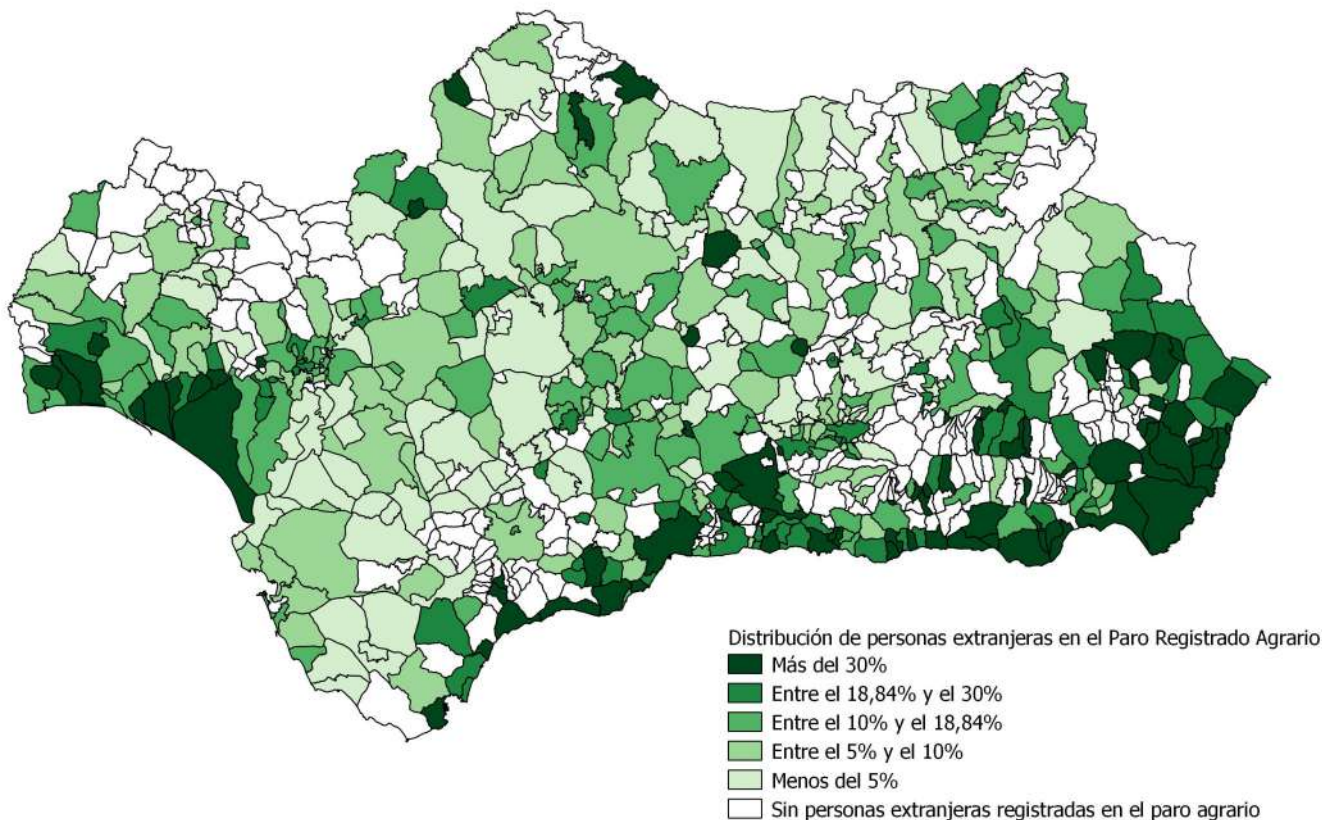 Distribución de personas extranjeras en el Paro Registrado Agrario
Más del 30%
Entre el 18,84% y el 30%
Entre el 10% y el 18,84%
Entre el 5% y el 10%
Menos del 5%
Sin personas extranjeras registradas en el paro agrario